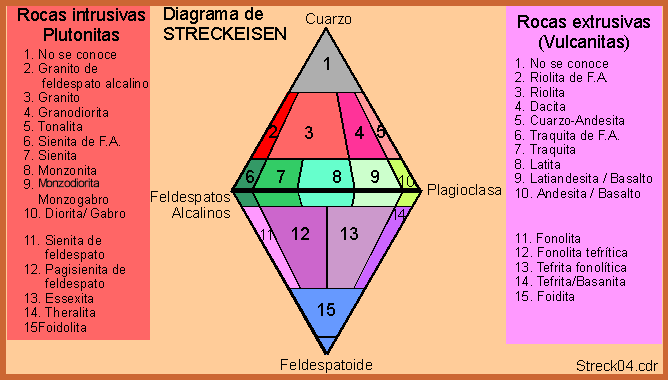 Rocas intrusivas
Plutonitas
1. No se conoce
2. Granito de
feldespato alcalino
3. Granito
4. Granodiorita
5. Tonalita
6. Sienita de F.A.
7. Sienita
8. Monzonita
9. Monzodiorita
Monzogabro
10. Diorita/ Gabro
11. Sienita de
feldespato
12. Pagisienita de
feldespato
13. Essexita
14. Theralita
15Foidolita
Diagrama de
STRECKEISEN
Cuarzo
1
2
3
4
5
6
7
8
9
10
Feldespatos
Alcalinos
Plagioclasa
11
12
13
14
15
Feldespatoide
Rocas extrusivas
(Vulcanitas)
1. No se conoce
2. Riolita de F.A.
3. Riolita
4. Dacita
5. Cuarzo-Andesita
6. Traquita de F.A.
7. Traquita
8. Latita
9. Latiandesita / Basalto
10. Andesita / Basalto
11. Fonolita
12. Fonolita tefrítica
13. Tefrita fonolítica
14. Tefrita/Basanita
15. Foidita
Streck04.cdr